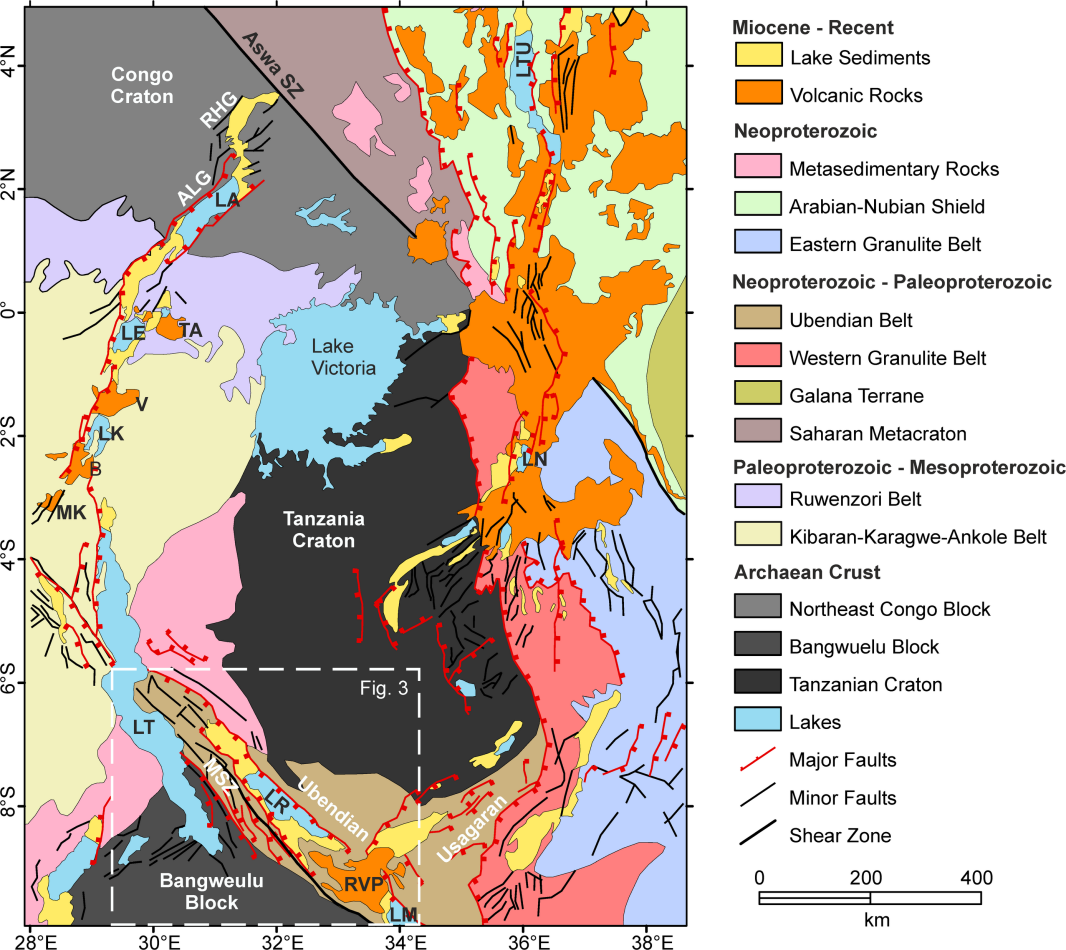 4°N
2°N
0°
2°S
4°S
6°S
8°S
28°E
30°E
32°E
34°E
36°E
38°E
Congo
Craton
Aswa SZ
RHG
ALG
LA
LTU
LE
TA
Lake
Victoria
V
LK
B
MK
LN
Tanzania
Craton
Fig. 3
LT
MSZ
LR
Ubendian
Usagaran
Bangweulu
Block
RVP
LM
Miocene - Recent
Lake Sediments
Volcanic Rocks
Neoproterozoic
Metasedimentary Rocks
Arabian-Nubian Shield
Eastern Granulite Belt
Neoproterozoic - Paleoproterozoic
Ubendian Belt
Western Granulite Belt
Galana Terrane
Saharan Metacraton
Paleoproterozoic - Mesoproterozoic
Ruwenzori Belt
Kibaran-Karagwe-Ankole Belt
Archaean Crust
Northeast Congo Block
Bangwuelu Block
Tanzanian Craton
Lakes
Major Faults
Minor Faults
Shear Zone
0 200 400
km